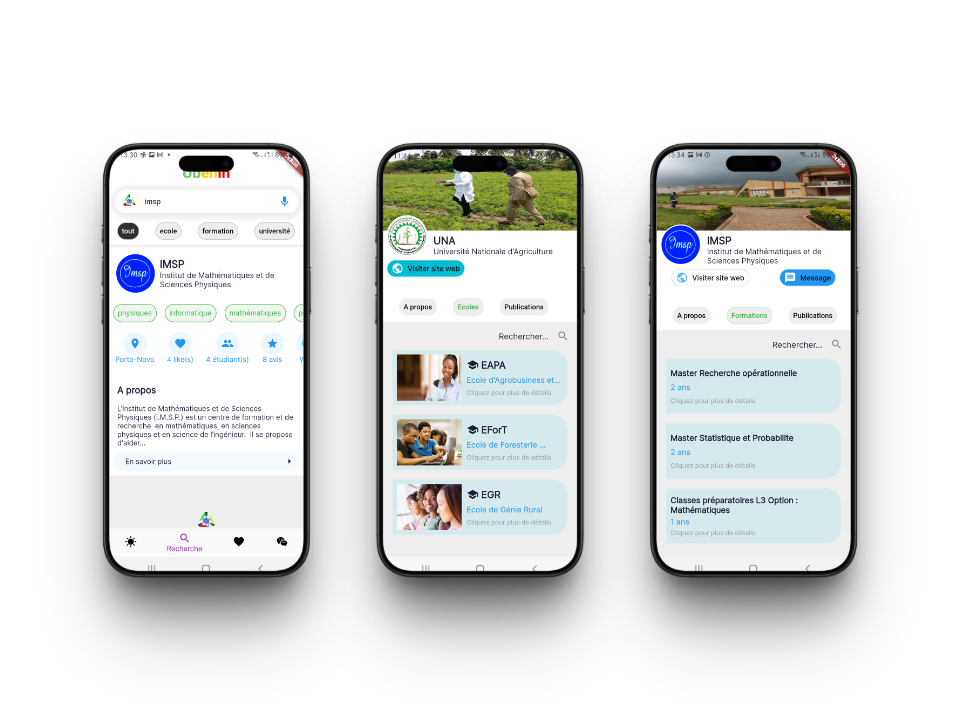 13:30
DEBUG
Ubenin
imsp
tout
ecole
formation
université
Imsp
IMSP
Institut de Mathématiques et de
Sciences Physiques
physiques
informatique
mathématiques
Porto-Novo
4 like(s)
4 étudiant(s)
8 avis
A propos
L'Institut de Mathématiques et de Sciences
Physiques (I.M.S.P.) est un centre de formation et de
recherche en mathématiques, en sciences
physiques et en science de l'ingénieur. Il se propose
d'aider...
En savoir plus
Recherche
UNA
Université Nationale d'Agriculture
Visiter site web
A propos
Ecoles
Publications
Rechercher...
EAPA
Ecole d'Agrobusiness et...
Cliquez pour plus de détails
EForT
Ecole de Foresterie ...
Cliquez pour plus de détails
EGR
Ecole de Génie Rural
Cliquez pour plus de détails
13:34
Imsp
IMSP
Institut de Mathématiques et de
Sciences Physiques
Visiter site web
Message
A propos
Formations
Publications
Rechercher...
Master Recherche opérationnelle
2 ans
Cliquez pour plus de détails
Master Statistique et Probabilite
2 ans
Cliquez pour plus de détails
Classes préparatoires L3 Option :
Mathématiques
1 ans
Cliquez pour plus de détails